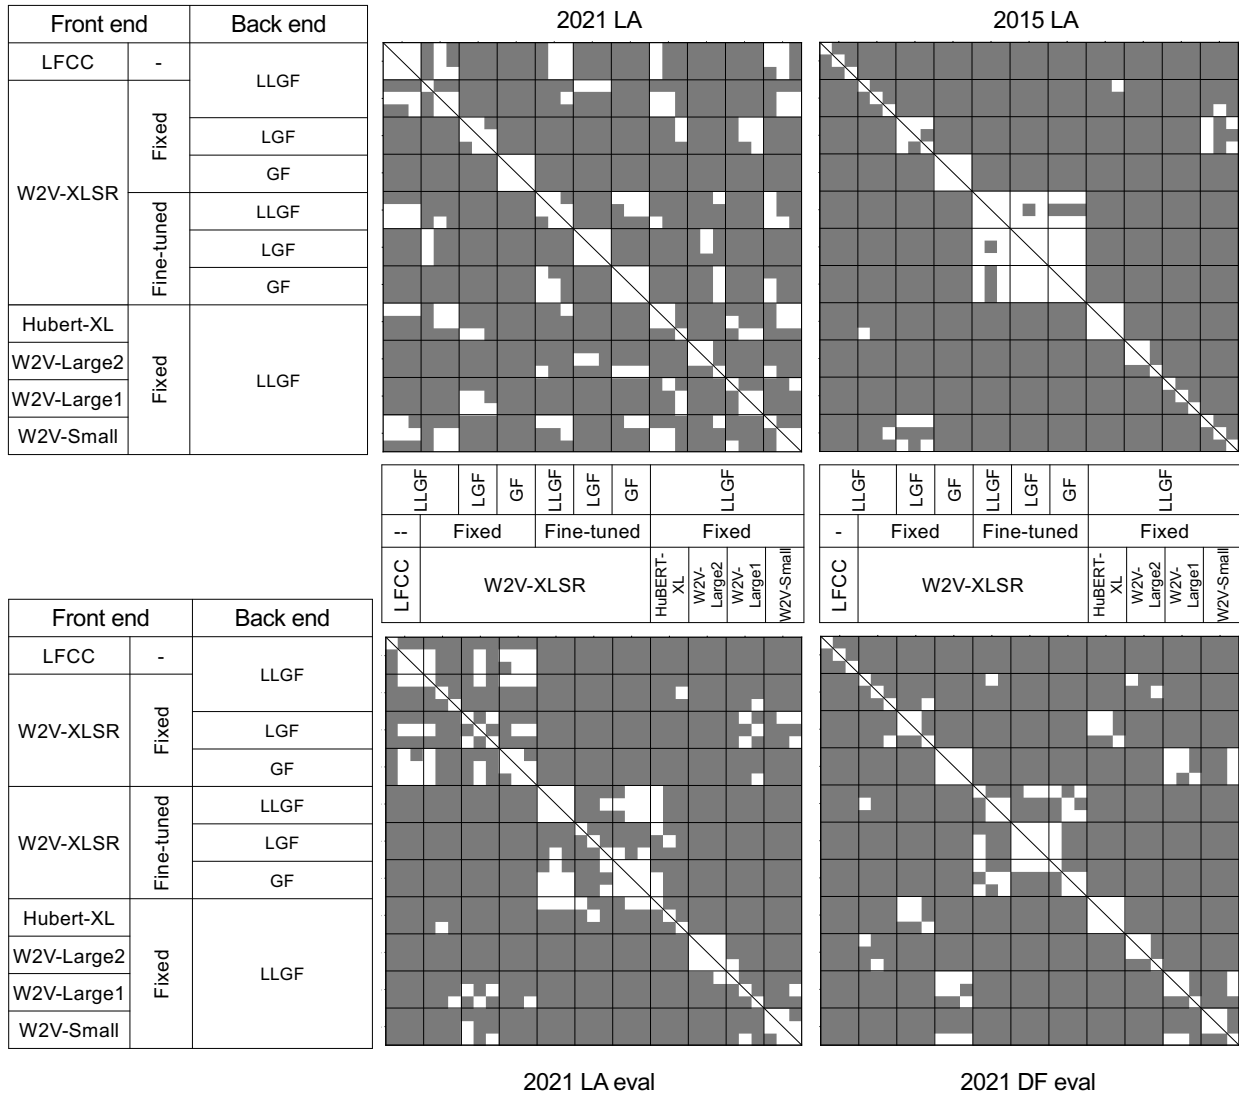 2021 LA
2015 LA
Front end
Back end
LFCC
-
LLGF
W2V-XLSR
Fixed
LGF
GF
Fine-tuned
LLGF
LGF
GF
Hubert-XL
W2V-Large2
W2V-Large1
W2V-Small
Fixed
LLGF
LLGF
LGF
GF
LLGF
LGF
GF
LLGF
--
Fixed
Fine-tuned
Fixed
LFCC
W2V-XLSR
HuBERT-
XL
W2V-
Large2
W2V-
Large1
W2V-Small
LLGF
LGF
GF
LLGF
LGF
GF
LLGF
-
Fixed
Fine-tuned
Fixed
LFCC
W2V-XLSR
HuBERT-
XL
W2V-
Large2
W2V-
Large1
W2V-Small
Front end
Back end
LFCC
-
LLGF
W2V-XLSR
Fixed
LGF
GF
W2V-XLSR
Fine-tuned
LLGF
LGF
GF
Hubert-XL
W2V-Large2
W2V-Large1
W2V-Small
Fixed
LLGF
2021 LA eval
2021 DF eval